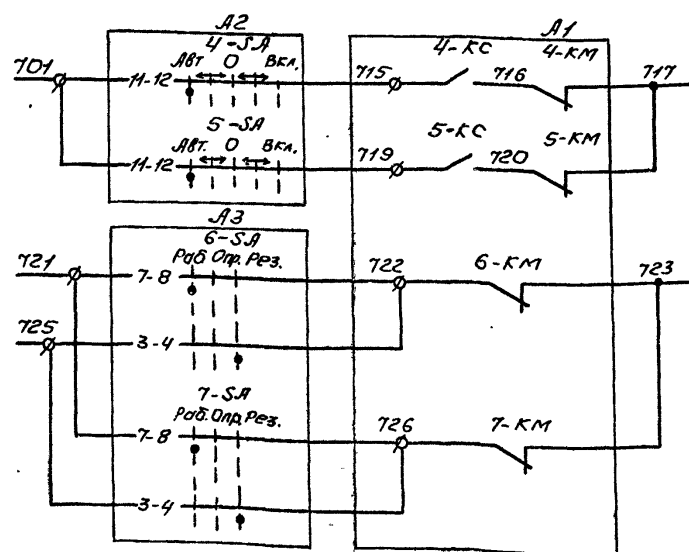 А2 А1
4-SA
Авт 0 Вкл.
701 11-12 715 4-КС 716 4-КМ 717
5-SA
Авт. 0 Вкл.
11-12 719 5-КС 720 5-КМ
А3
6-SA
Раб. Опр. Рез.
721 7-8 722 6-КМ 723
725 3-4
7-SA
Раб. Опр. Рез.
7-8 726 7-КМ
3-4